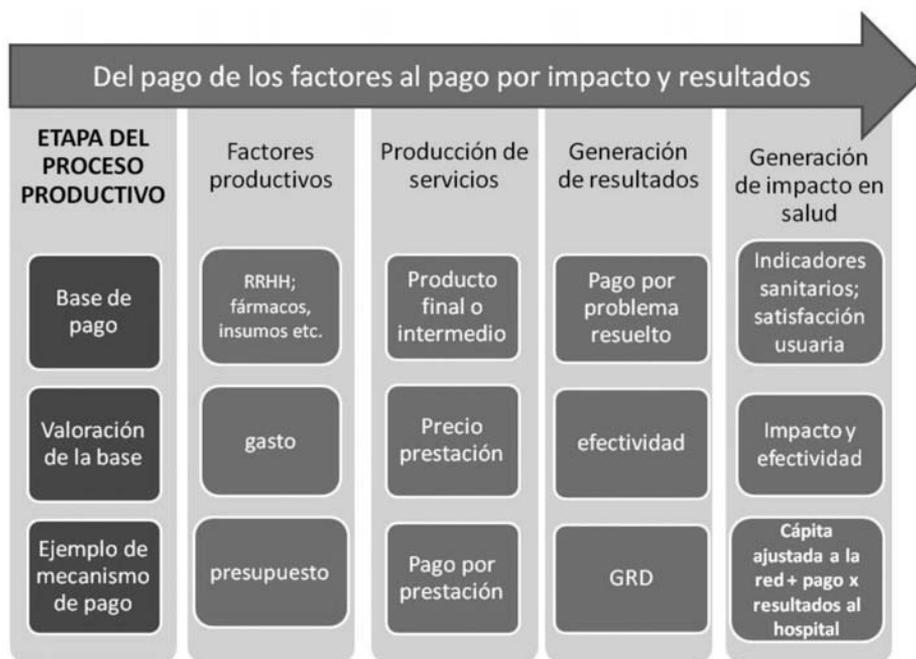 Del pago de los factores al pago por impacto y resultados
ETAPA DEL
PROCESO
PRODUCTIVO
Factores
productivos
Producción de
servicios
Generación
de resultados
Generación
de impacto en
salud
Base de
pago
RRHH;
fármacos,
insumos etc.
Producto
final o
intermedio
Pago por
problema
resuelto
Indicadores
sanitarios;
satisfacción
usuaria
Valoración
de la base
gasto
Precio
prestación
efectividad
Impacto y
efectividad
Ejemplo de
mecanismo
de pago
presupuesto
Pago por
prestación
GRD
Cápita
ajustada a la
red + pago x
resultados al
hospital